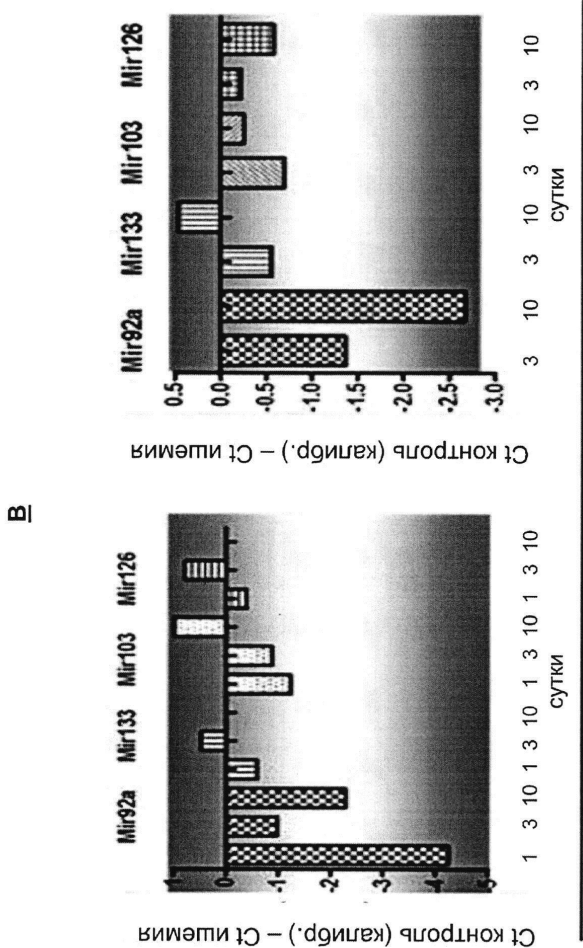 B
Mir92a Mir133 Mir103 Mir126
1
0
-1
-2
-3
-4
-5
Ct контроль (калибр.) – Ct ишемия
1 3 10 1 3 10 1 3 10 1 3 10
сутки
Mir92a Mir133 Mir103 Mir126
0.5
0.0
-0.5
-1.0
-1.5
-2.0
-2.5
-3.0
Ct контроль (калибр.) – Ct ишемия
3 10 3 10 3 10 3 10
сутки